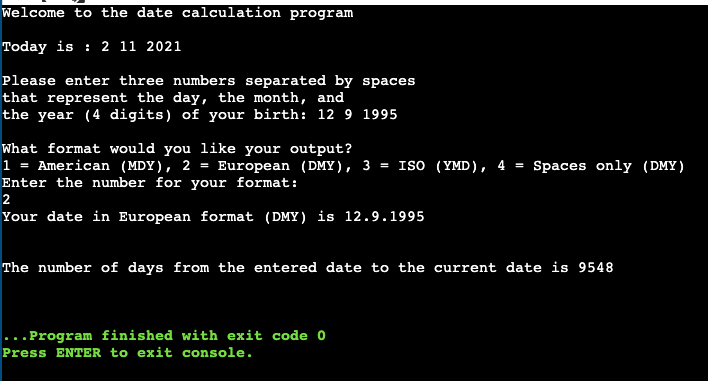 Welcome to the date calculation program
Today is : 2 11 2021
Please enter three numbers separated by spaces
that represent the day, the month, and
the year (4 digits) of your birth: 12 9 1995
What format would you like your output?
1 = American (MDY), 2 = European (DMY), 3 = ISO (YMD), 4 = Spaces only (DMY)
Enter the number for your format:
2
Your date in European format (DMY) is 12.9.1995
The number of days from the entered date to the current date is 9548
...Program finished with exit code 0
Press ENTER to exit console.